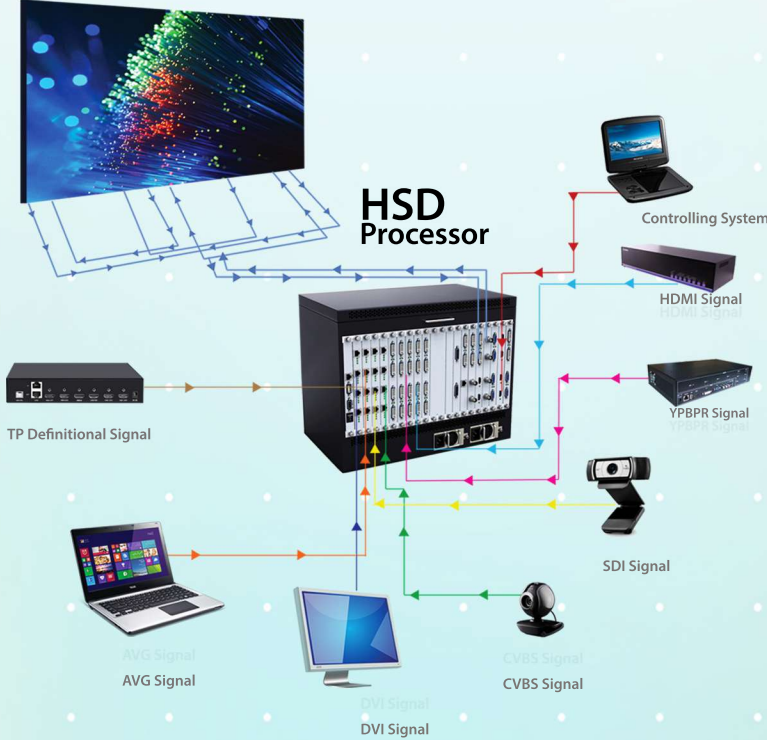 HSD
Processor
Controlling System
HDMI Signal
HDMI Signal
YPBPR Signal
YPBPR Signal
TP Definitional Signal
SDI Signal
AVG Signal
AVG Signal
CVBS Signal
CVBS Signal
DVI Signal
DVI Signal